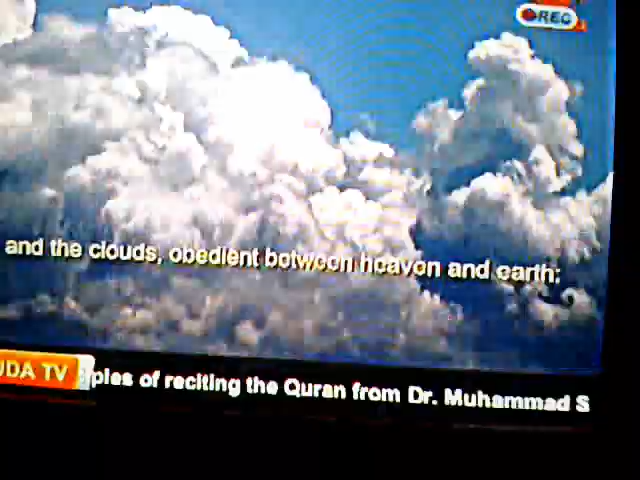 REC
and the clouds, obedient between heaven and earth:
UDA TV ples of reciting the Quran from Dr. Muhammad S